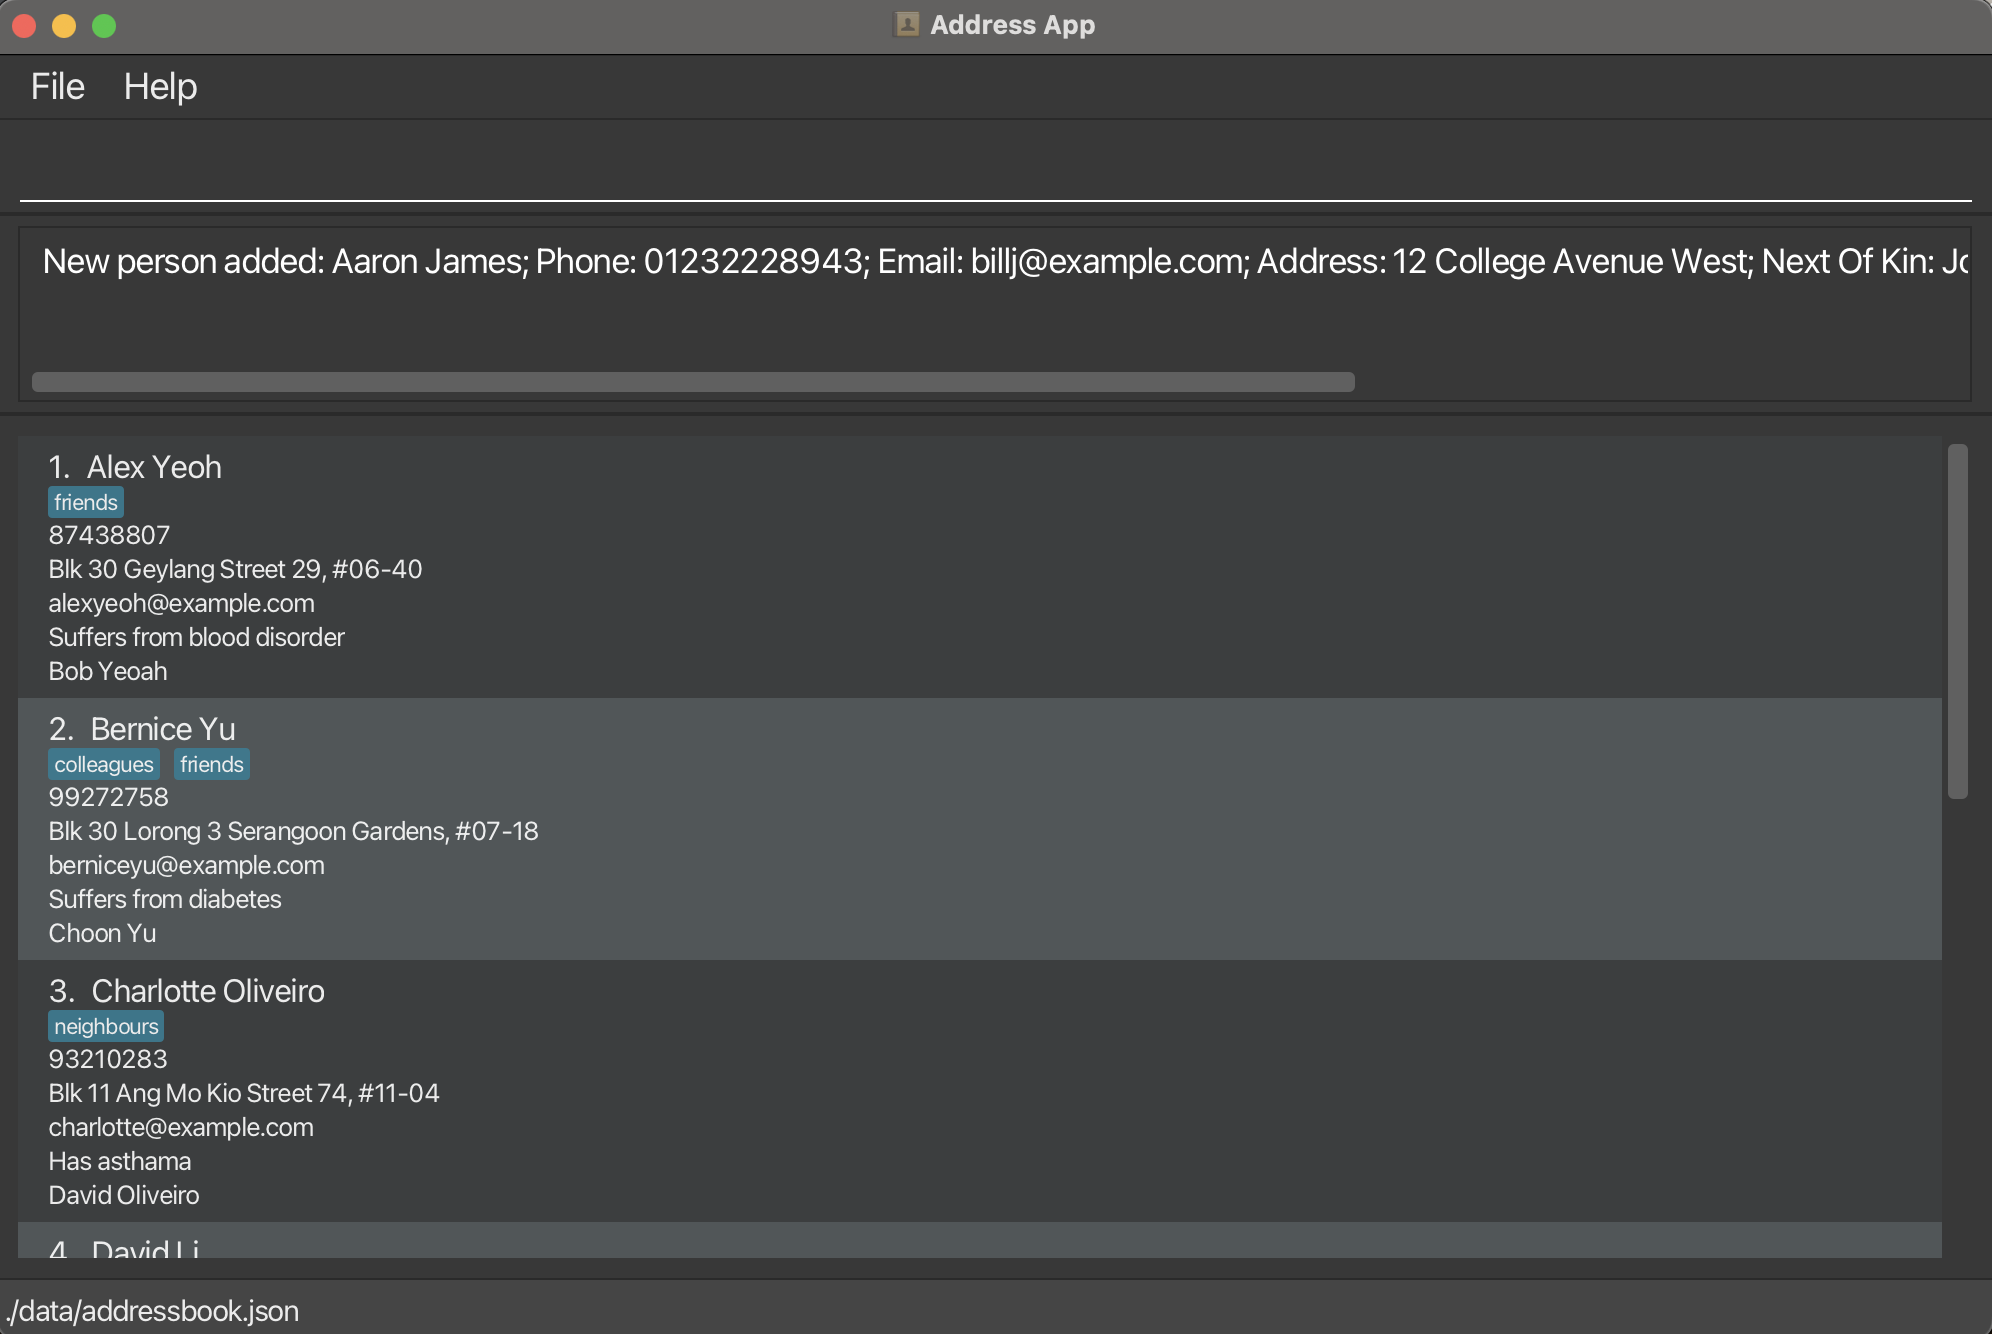 Address App
File Help
New person added: Aaron James; Phone: 01232228943; Email: billj@example.com; Address: 12 College Avenue West; Next Of Kin:
1. Alex Yeoh
friends
87438807
Blk 30 Geylang Street 29, #06-40
alexyeoh@example.com
Suffers from blood disorder
Bob Yeoah
2. Bernice Yu
colleagues friends
99272758
Blk 30 Lorong 3 Serangoon Gardens, #07-18
berniceyu@example.com
Suffers from diabetes
Choon Yu
3. Charlotte Oliveiro
neighbours
93210283
Blk 11 Ang Mo Kio Street 74, #11-04
charlotte@example.com
Has asthama
David Oliveiro
4. David Li
./data/addressbook.json